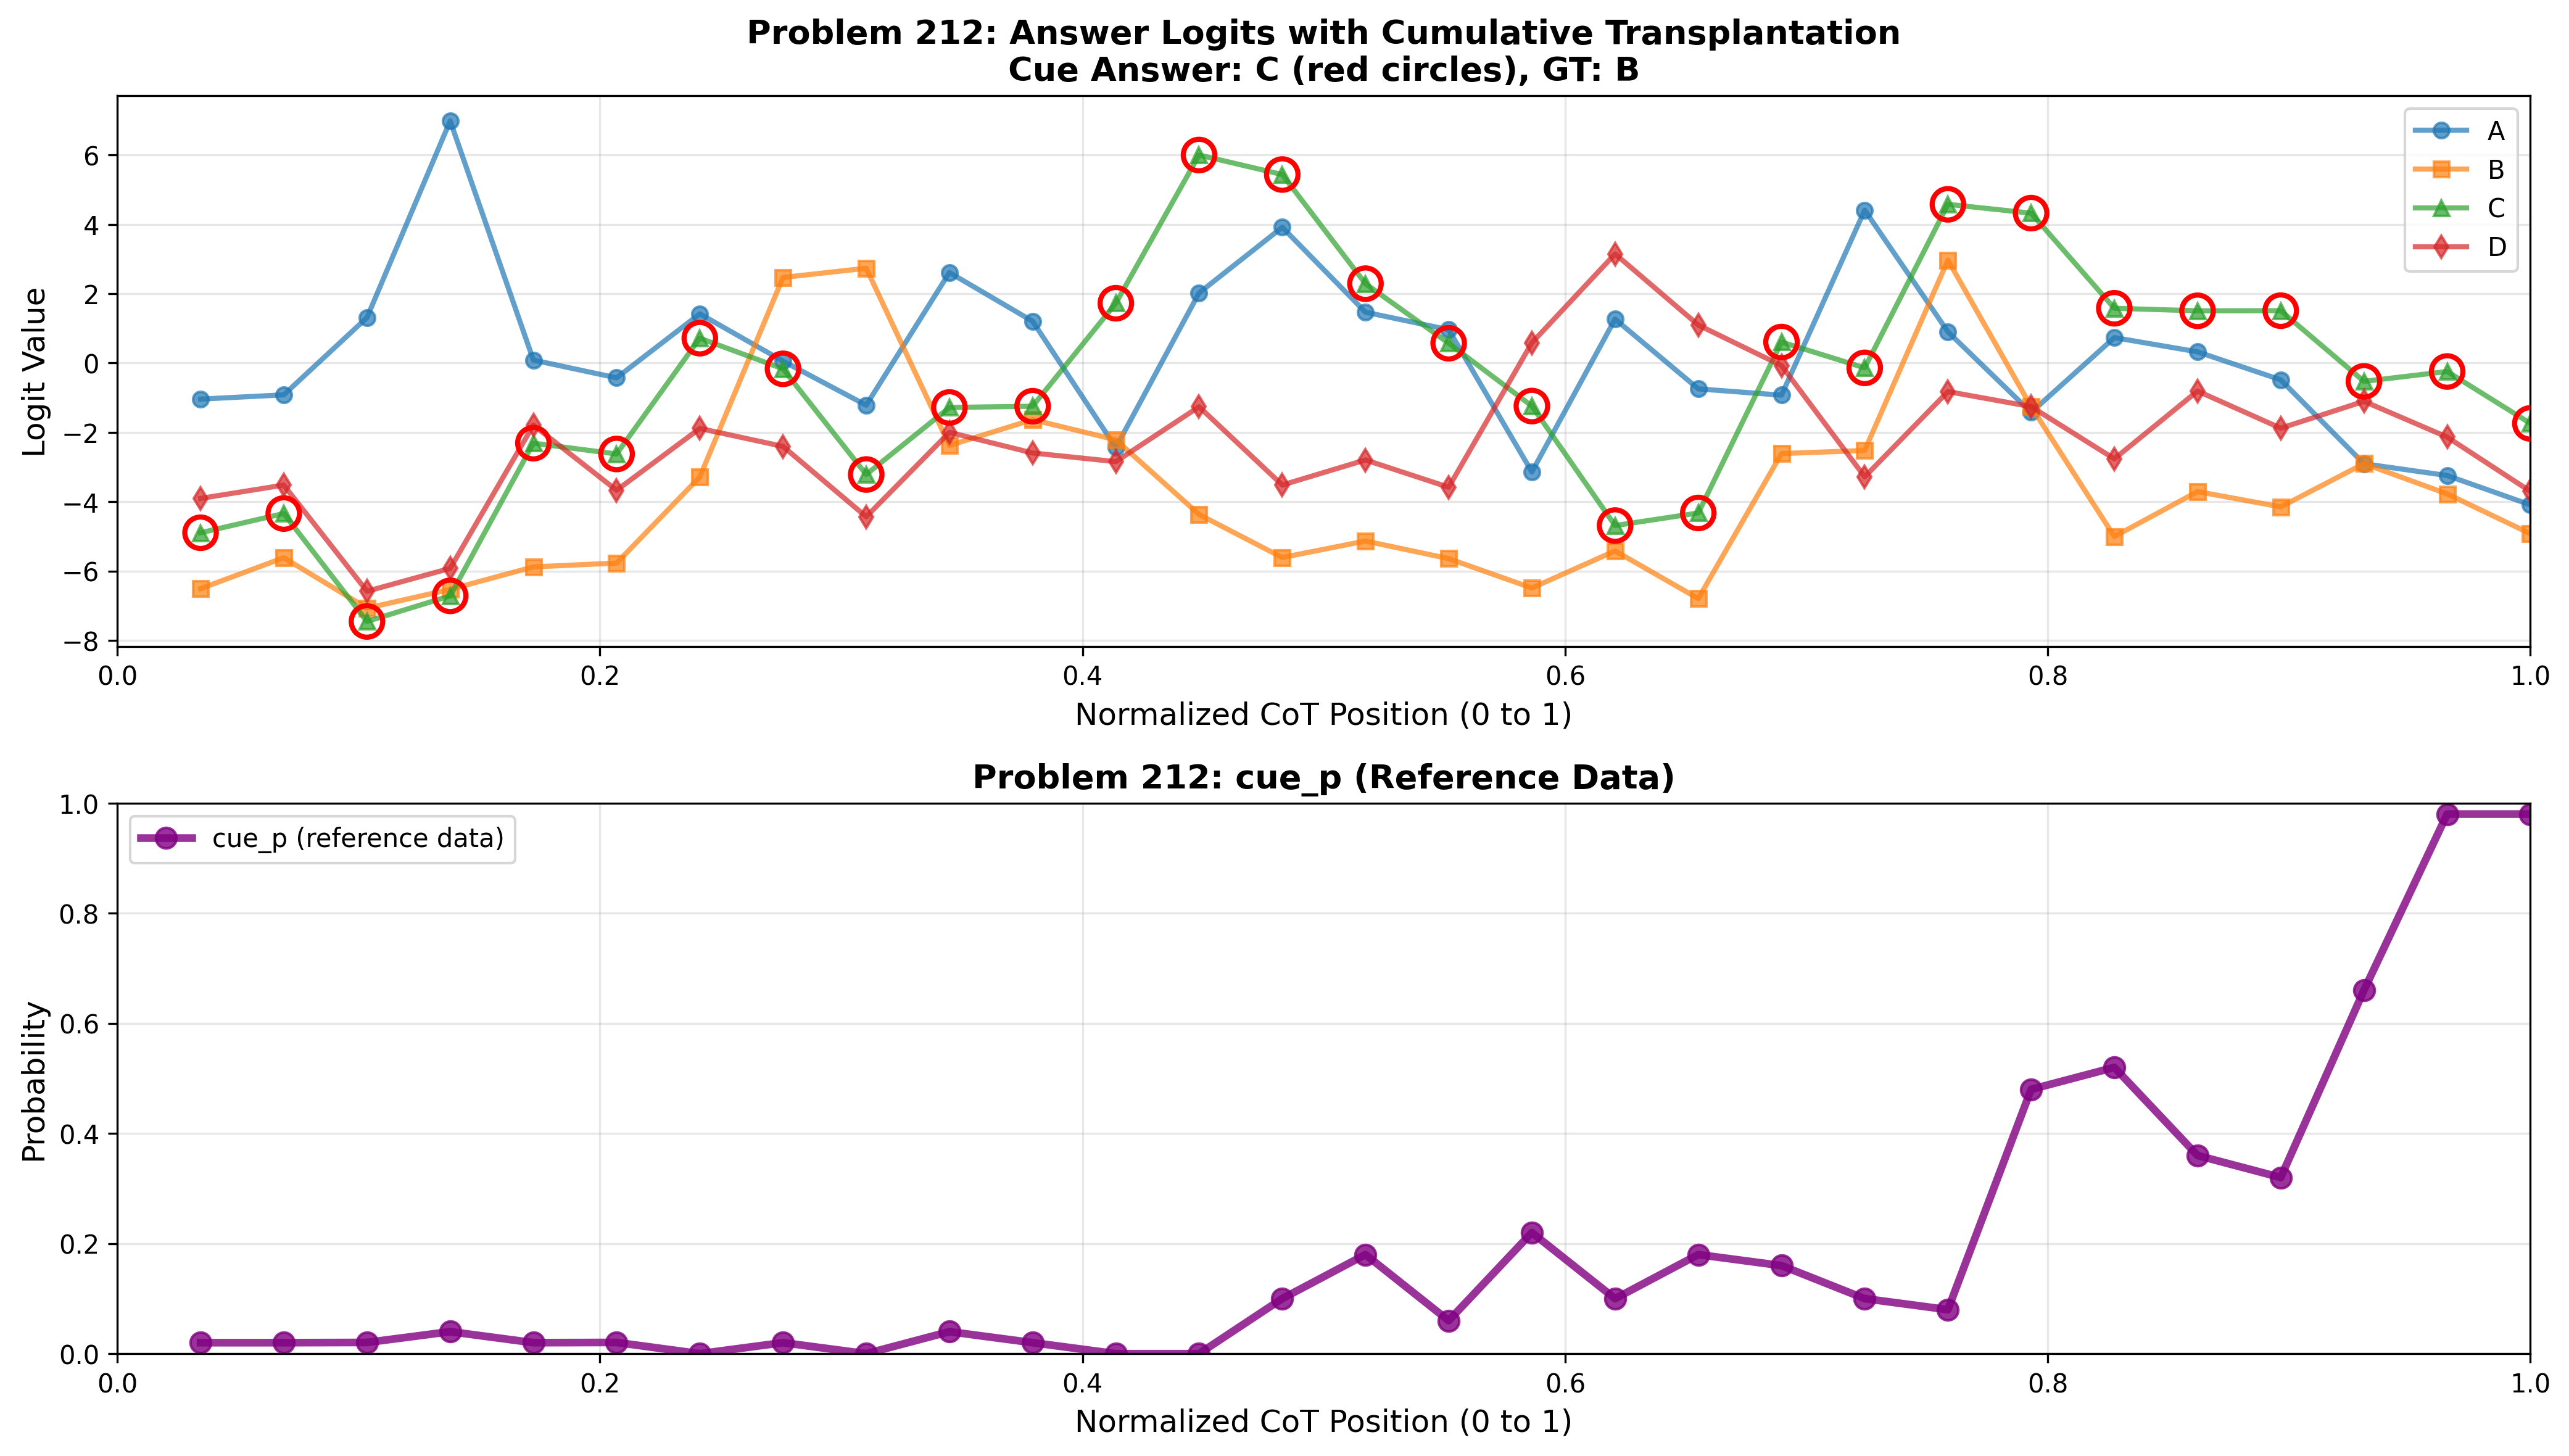 Problem 212: Answer Logits with Cumulative Transplantation
Cue Answer: C (red circles), GT: B
Logit Value
6
4
2
0
−2
−4
−6
−8
A
B
C
D
0.0 0.2 0.4 0.6 0.8 1.0
Normalized CoT Position (0 to 1)
Problem 212: cue_p (Reference Data)
cue_p (reference data)
Probability
1.0
0.8
0.6
0.4
0.2
0.0
0.0 0.2 0.4 0.6 0.8 1.0
Normalized CoT Position (0 to 1)